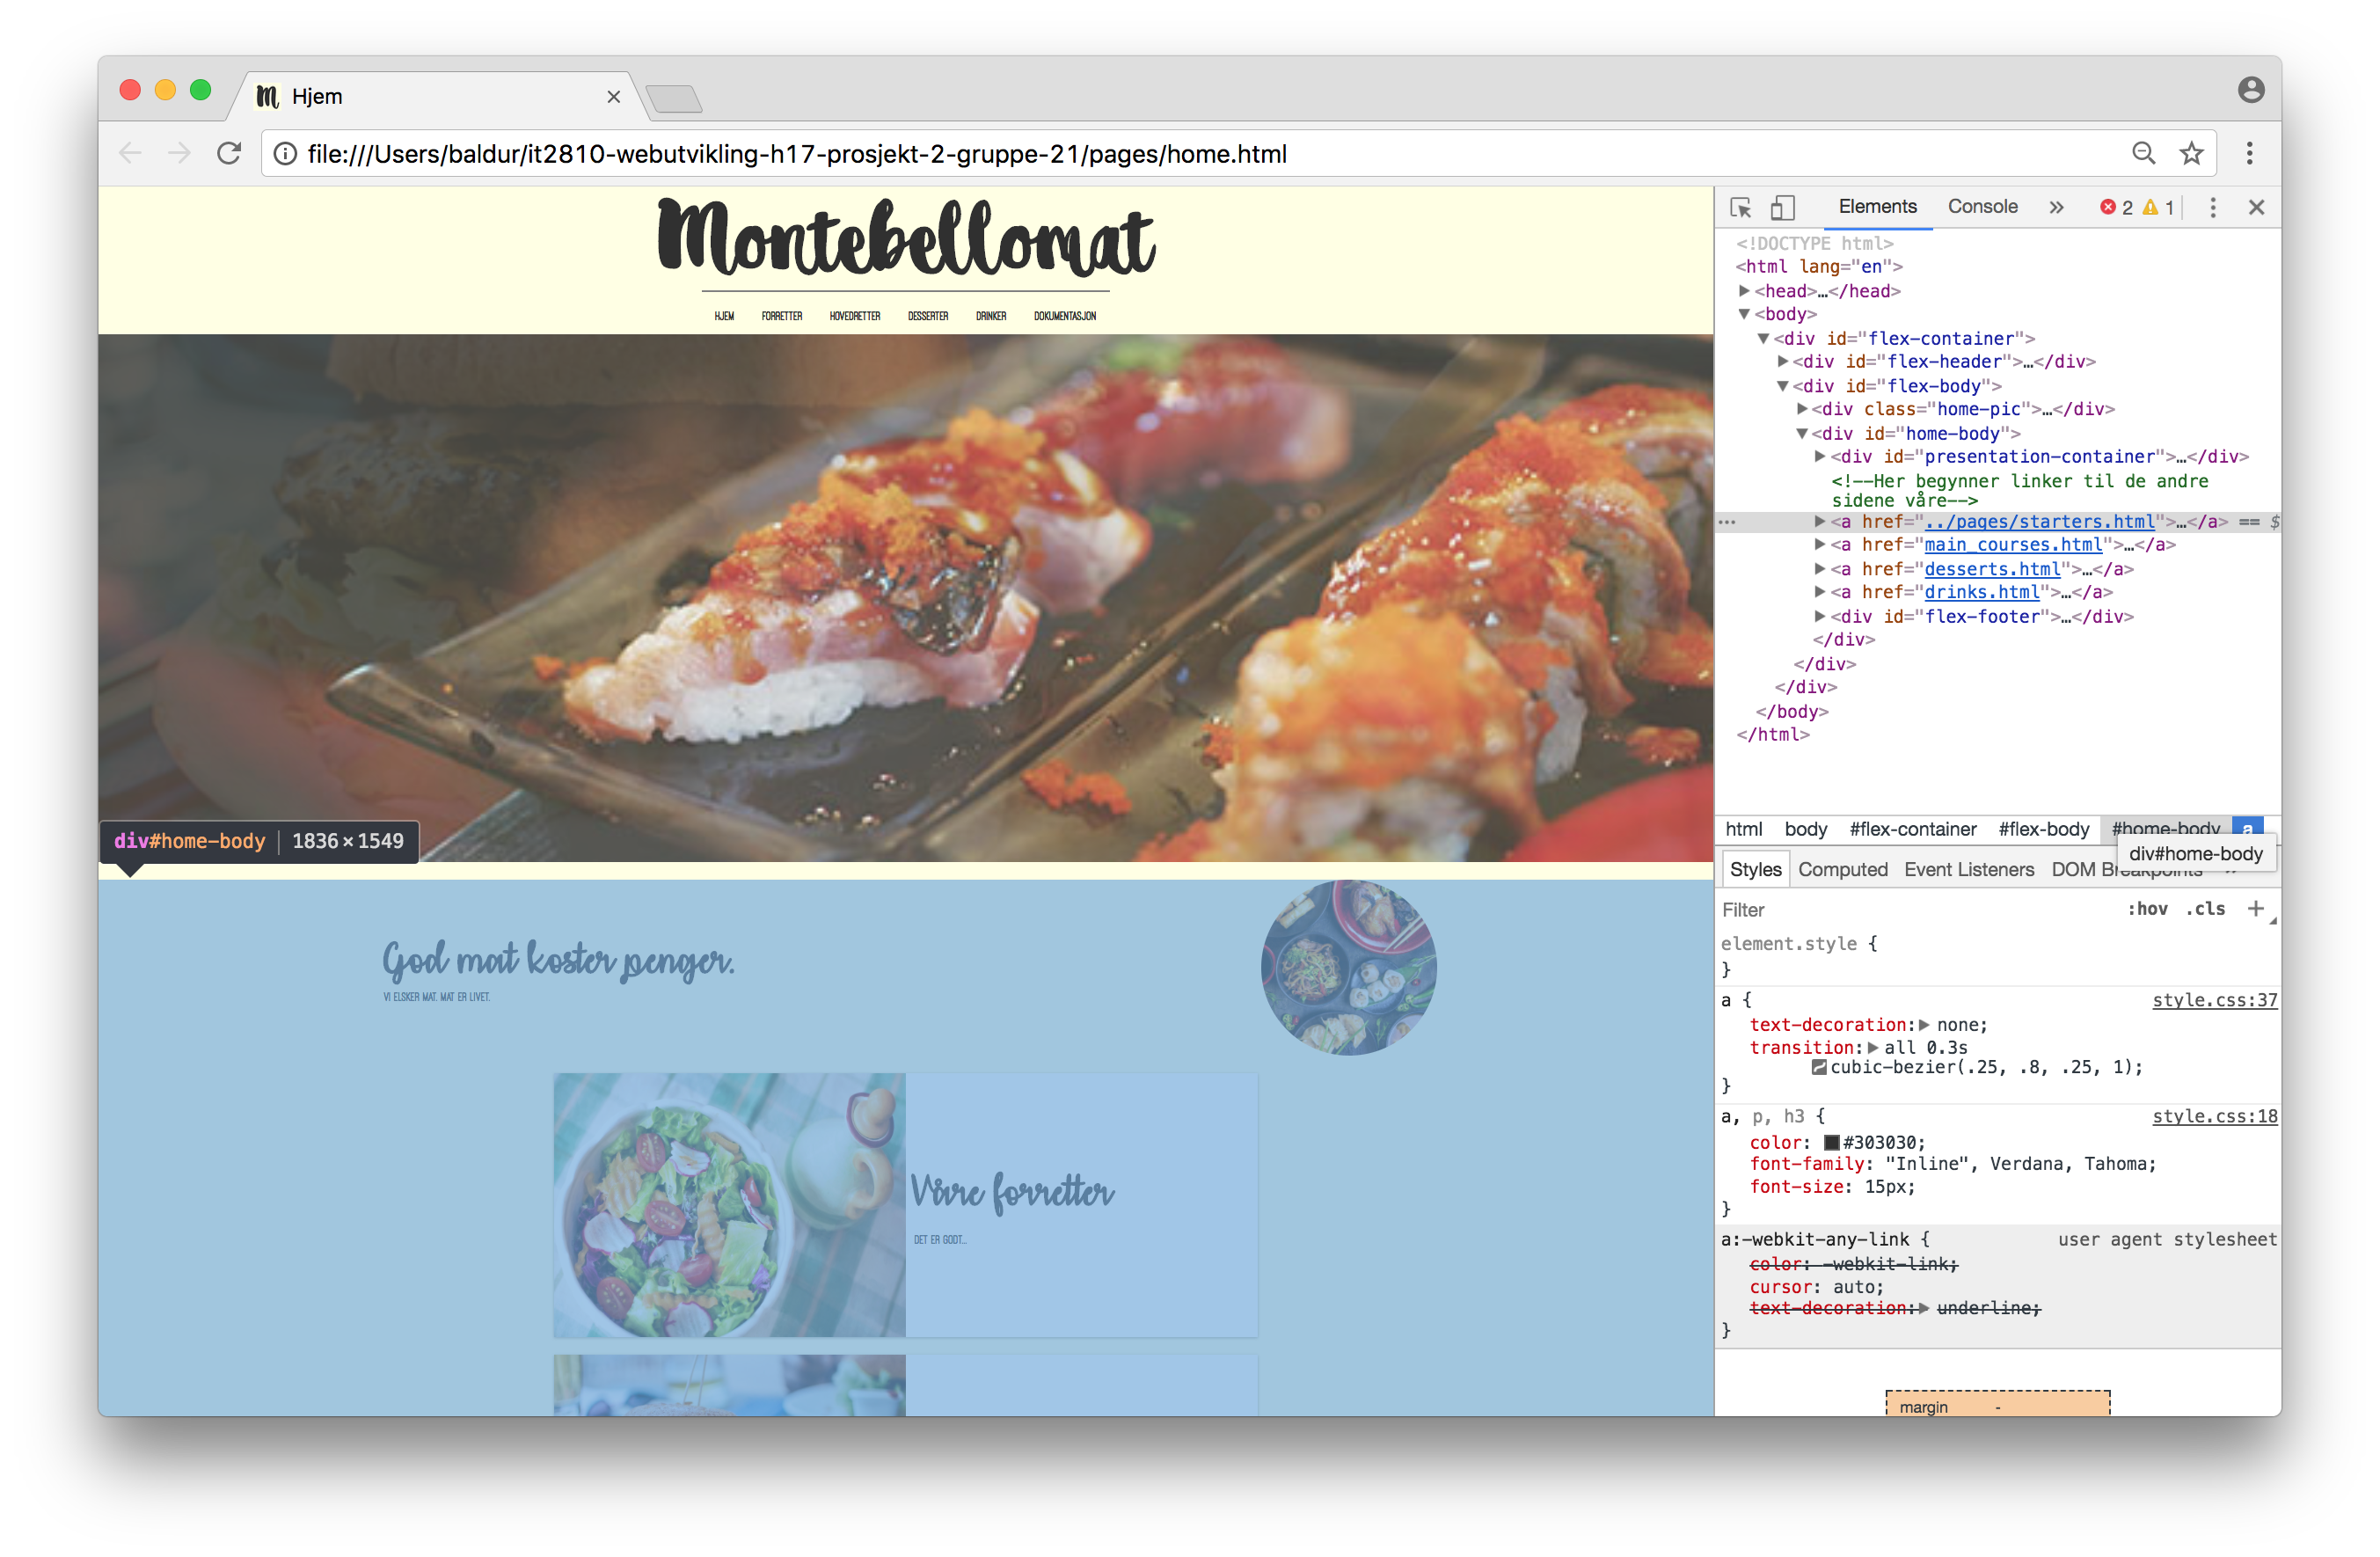 Hjem
file:///Users/baldur/it2810-webutvikling-h17-prosjekt-2-gruppe-21/pages/home.html
Montebellomat
HJEM FORRETTER HOVEDRETTER DESSERTER DRINKER DOKUMENTASJON
div#home-body 1836 × 1549
God mat koster penger.
VI ELSKER MAT. MAT ER LIVET.
Våre forretter
DET ER GODT...
Elements Console » 2 1
<!DOCTYPE html>
<html lang="en">
<head>…</head>
<body>
<div id="flex-container">
<div id="flex-header">…</div>
<div id="flex-body">
<div class="home-pic">…</div>
<div id="home-body">
<div id="presentation-container">…</div>
<!--Her begynner linker til de andre
sidene våre-->
<a href="../pages/starters.html">…</a> == $
<a href="main_courses.html">…</a>
<a href="desserts.html">…</a>
<a href="drinks.html">…</a>
<div id="flex-footer">…</div>
</div>
</div>
</div>
</body>
</html>
html body #flex-container #flex-body #home-body a
div#home-body
Styles Computed Event Listeners DOM Breakpoints »
Filter :hov .cls +
element.style {
}
a { style.css:37
text-decoration: none;
transition: all 0.3s
cubic-bezier(.25, .8, .25, 1);
}
a, p, h3 { style.css:18
color: #303030;
font-family: "Inline", Verdana, Tahoma;
font-size: 15px;
}
a:-webkit-any-link { user agent stylesheet
color: -webkit-link;
cursor: auto;
text-decoration: underline;
}
margin -